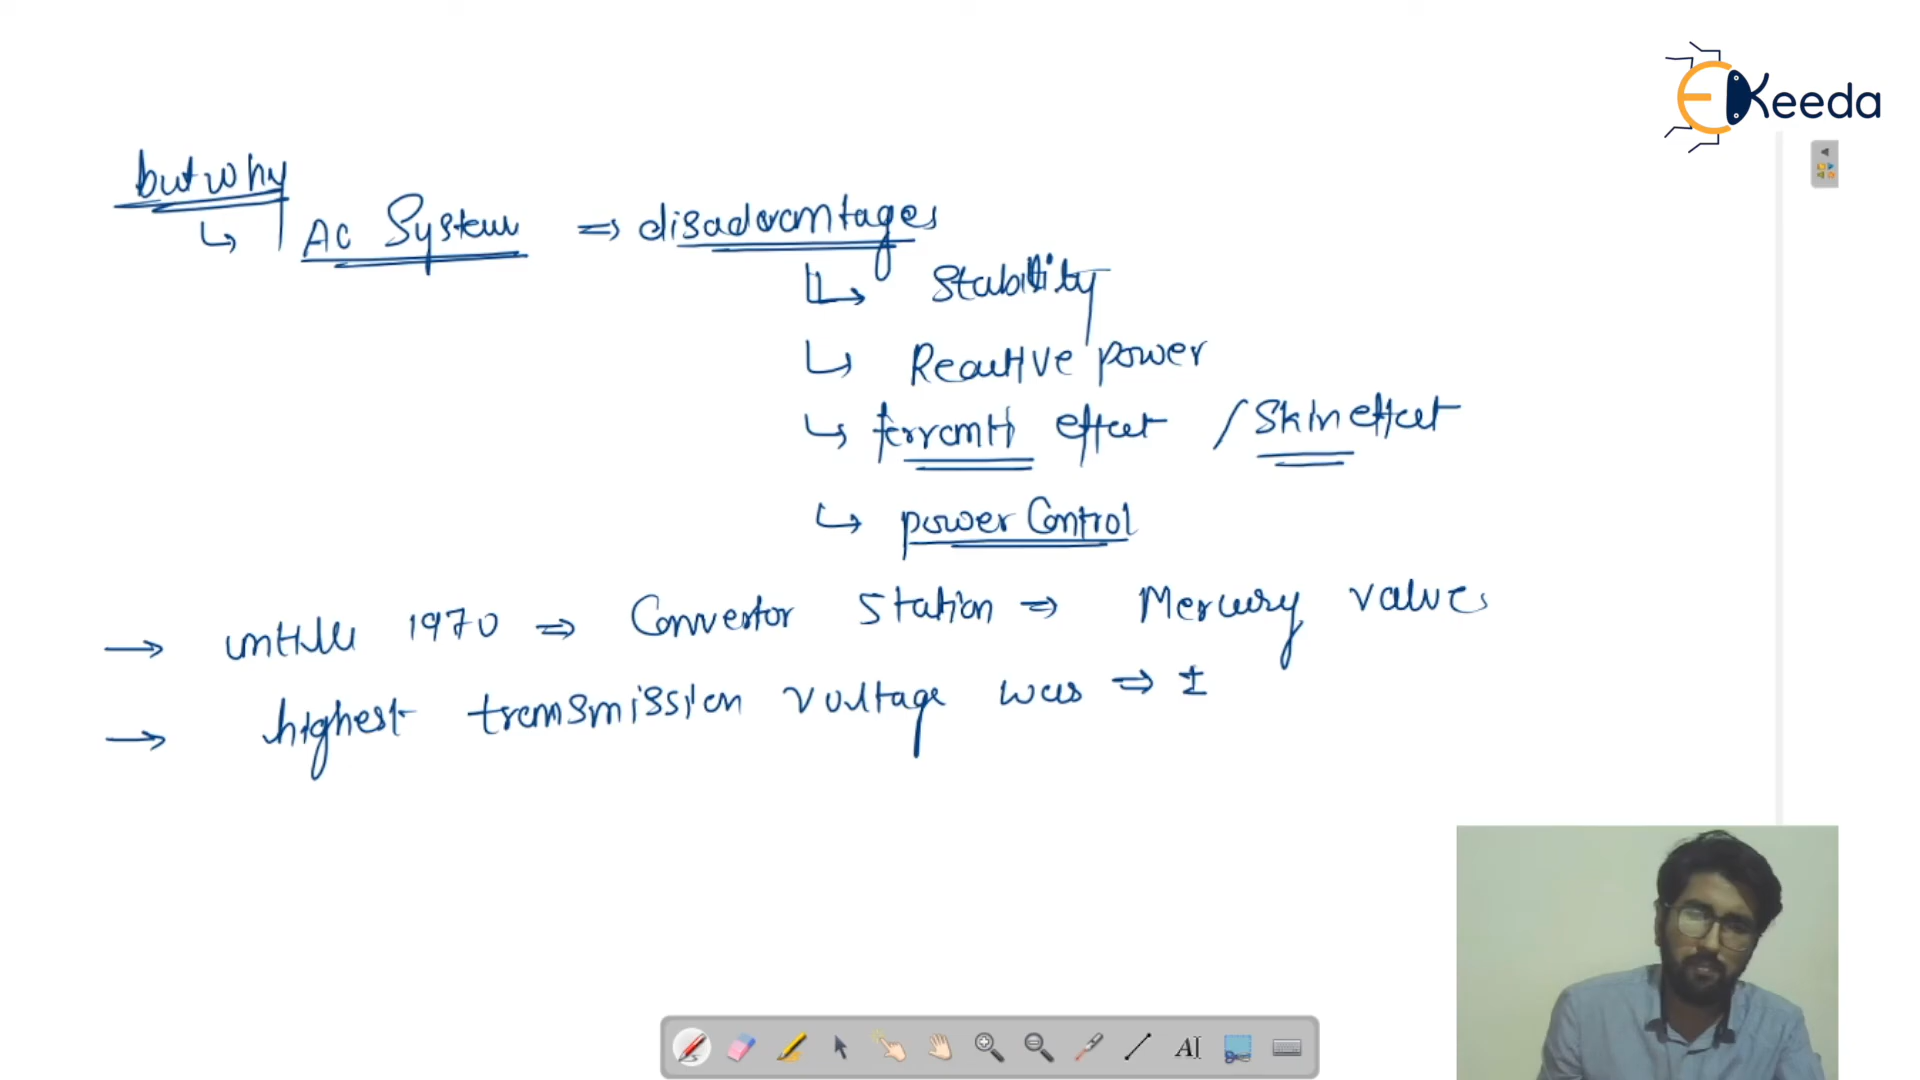 EKeeda
but why
↳ AC System ⇒ disadvantages
↳ Stability
↳ Reactive power
↳ ferranti effect / Skin effect
↳ power Control
→ untill 1970 ⇒ Convertor Station ⇒ Mercury valves
→ highest transmission voltage was ⇒ ±
AI